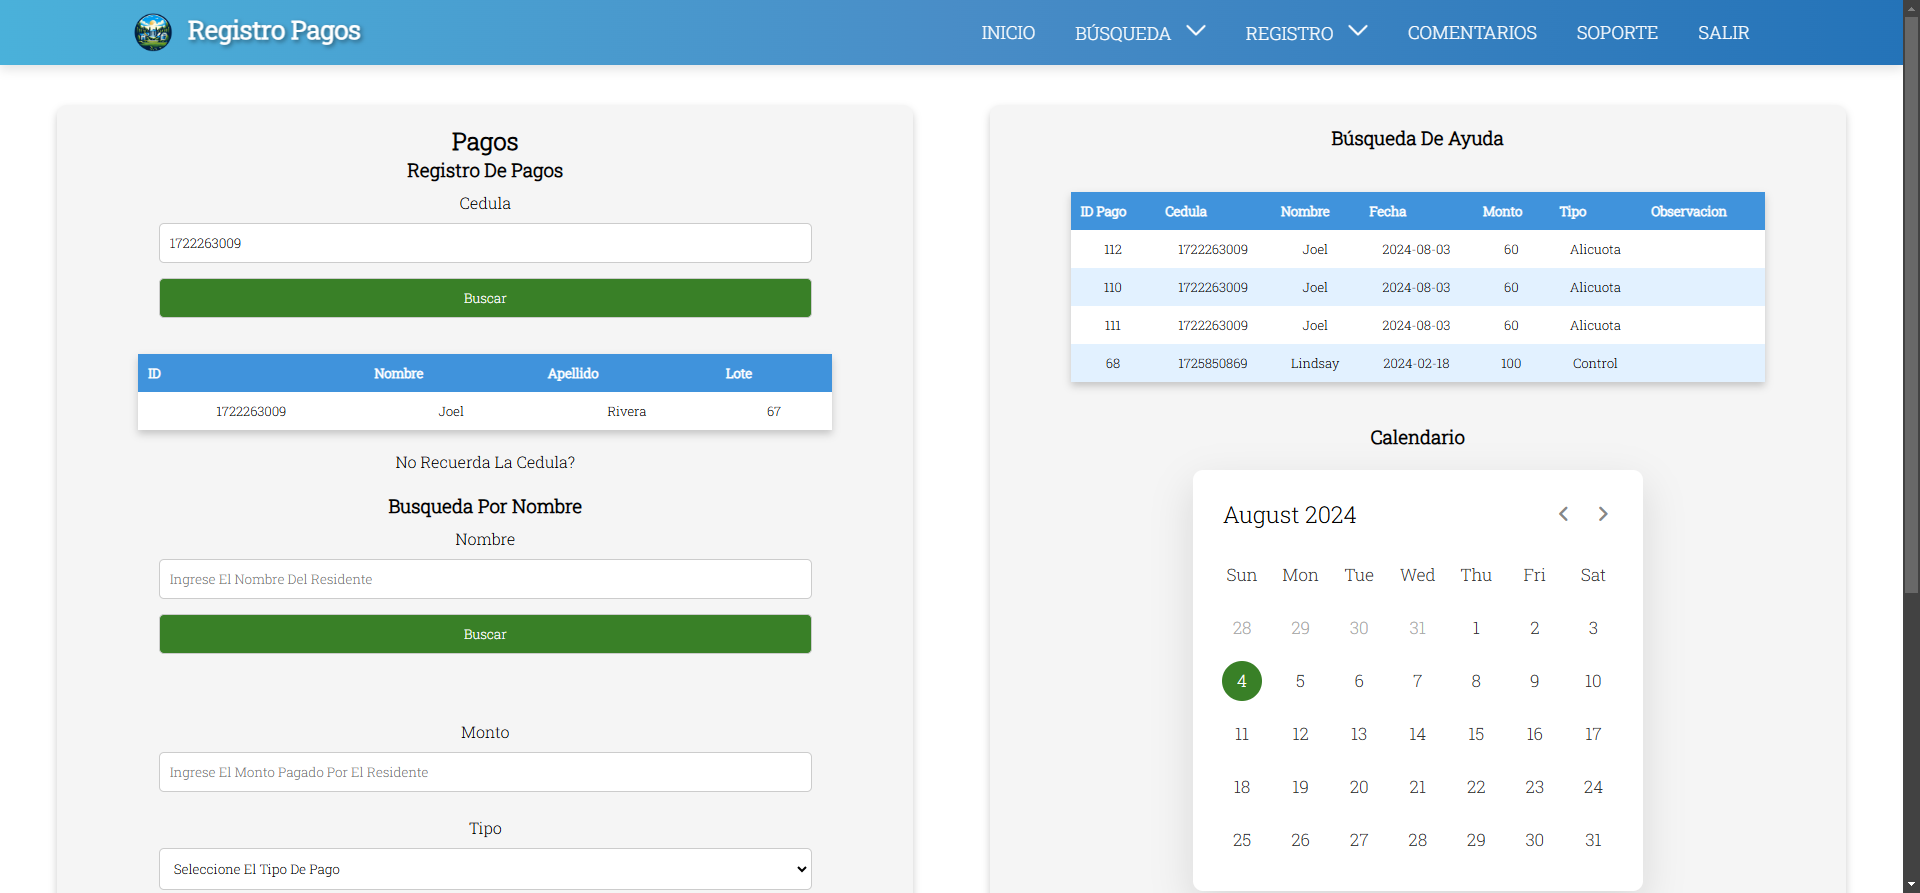 Registro Pagos
INICIO BÚSQUEDA REGISTRO COMENTARIOS SOPORTE SALIR
Pagos
Registro De Pagos
Cedula
1722263009
Buscar
ID Nombre Apellido Lote
1722263009 Joel Rivera 67
No Recuerda La Cedula?
Busqueda Por Nombre
Nombre
Ingrese El Nombre Del Residente
Buscar
Monto
Ingrese El Monto Pagado Por El Residente
Tipo
Seleccione El Tipo De Pago
Búsqueda De Ayuda
ID Pago Cedula Nombre Fecha Monto Tipo Observacion
112 1722263009 Joel 2024-08-03 60 Alicuota
110 1722263009 Joel 2024-08-03 60 Alicuota
111 1722263009 Joel 2024-08-03 60 Alicuota
68 1725850869 Lindsay 2024-02-18 100 Control
Calendario
August 2024
Sun Mon Tue Wed Thu Fri Sat
28 29 30 31 1 2 3
4 5 6 7 8 9 10
11 12 13 14 15 16 17
18 19 20 21 22 23 24
25 26 27 28 29 30 31